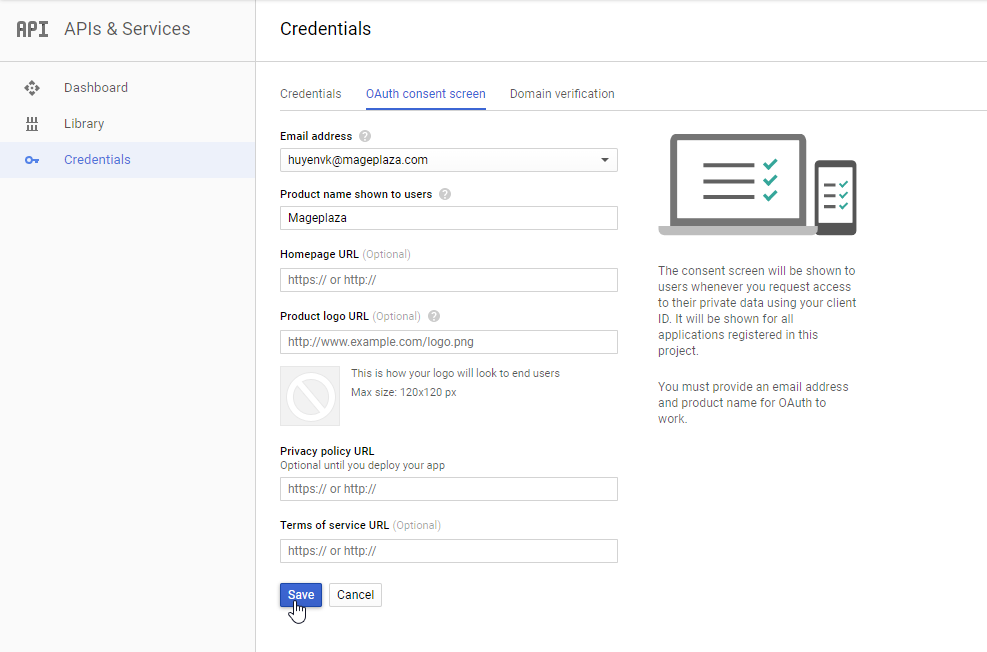 API APIs & Services
Credentials
Dashboard
Library
Credentials
Credentials OAuth consent screen Domain verification
Email address ?
huyenvk@mageplaza.com
Product name shown to users ?
Mageplaza
Homepage URL (Optional)
https:// or http://
Product logo URL (Optional) ?
http://www.example.com/logo.png
This is how your logo will look to end users
Max size: 120x120 px
Privacy policy URL
Optional until you deploy your app
https:// or http://
Terms of service URL (Optional)
https:// or http://
Save Cancel
The consent screen will be shown to
users whenever you request access
to their private data using your client
ID. It will be shown for all
applications registered in this
project.
You must provide an email address
and product name for OAuth to
work.